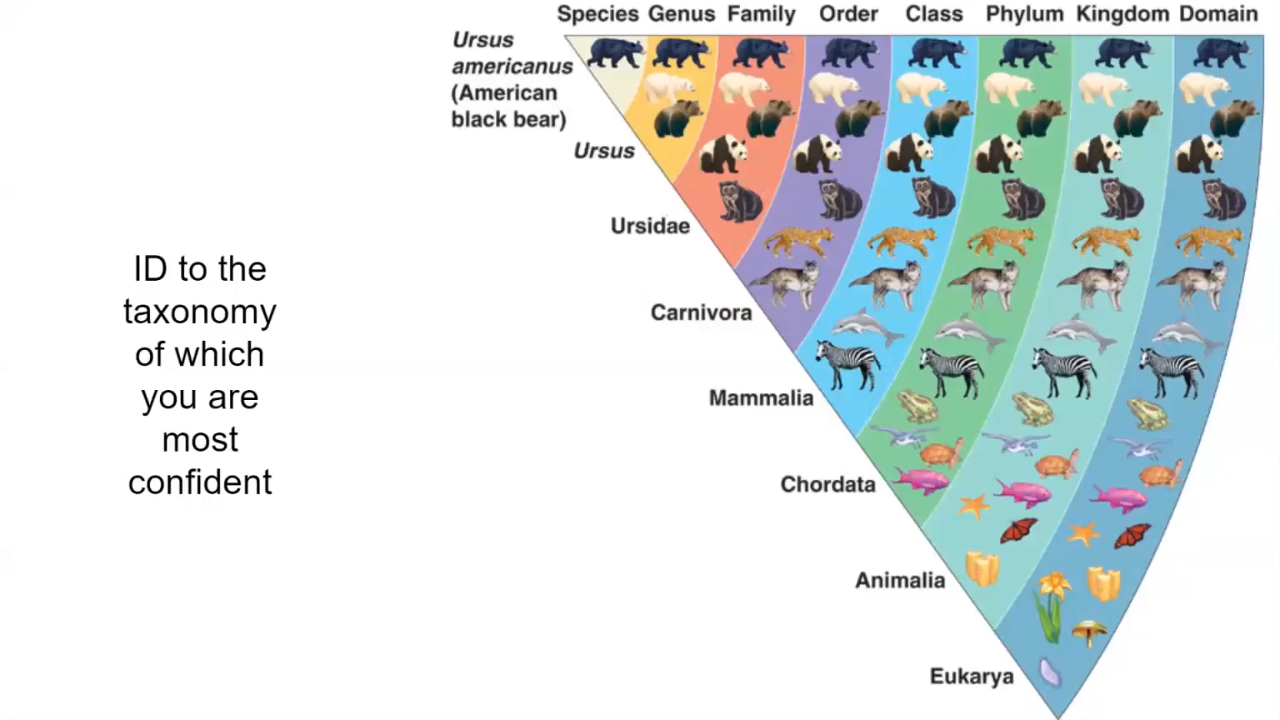 Species Genus Family Order Class Phylum Kingdom Domain
Ursus
americanus
(American
black bear)
Ursus
Ursidae
Carnivora
Mammalia
Chordata
Animalia
Eukarya
ID to the
taxonomy
of which
you are
most
confident